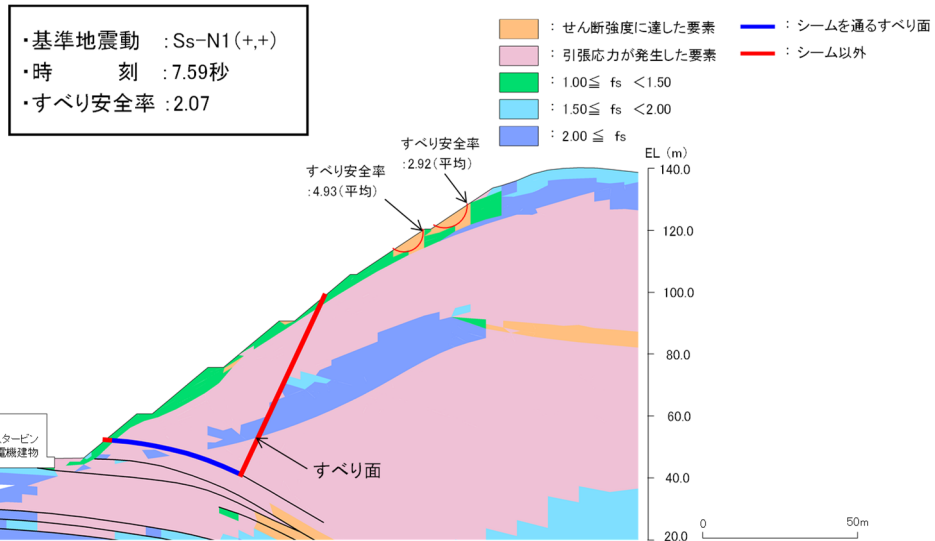 ・基準地震動 :Ss-N1(+,+)
・時 刻 :7.59秒
・すべり安全率:2.07
: せん断強度に達した要素
: 引張応力が発生した要素
: 1.00≦ fs <1.50
: 1.50≦ fs <2.00
: 2.00≦ fs
: シームを通るすべり面
: シーム以外
すべり安全率
:2.92(平均)
すべり安全率
:4.93(平均)
EL (m)
140.0
120.0
100.0
80.0
60.0
40.0
20.0
タービン
電機建物
すべり面
0
50m